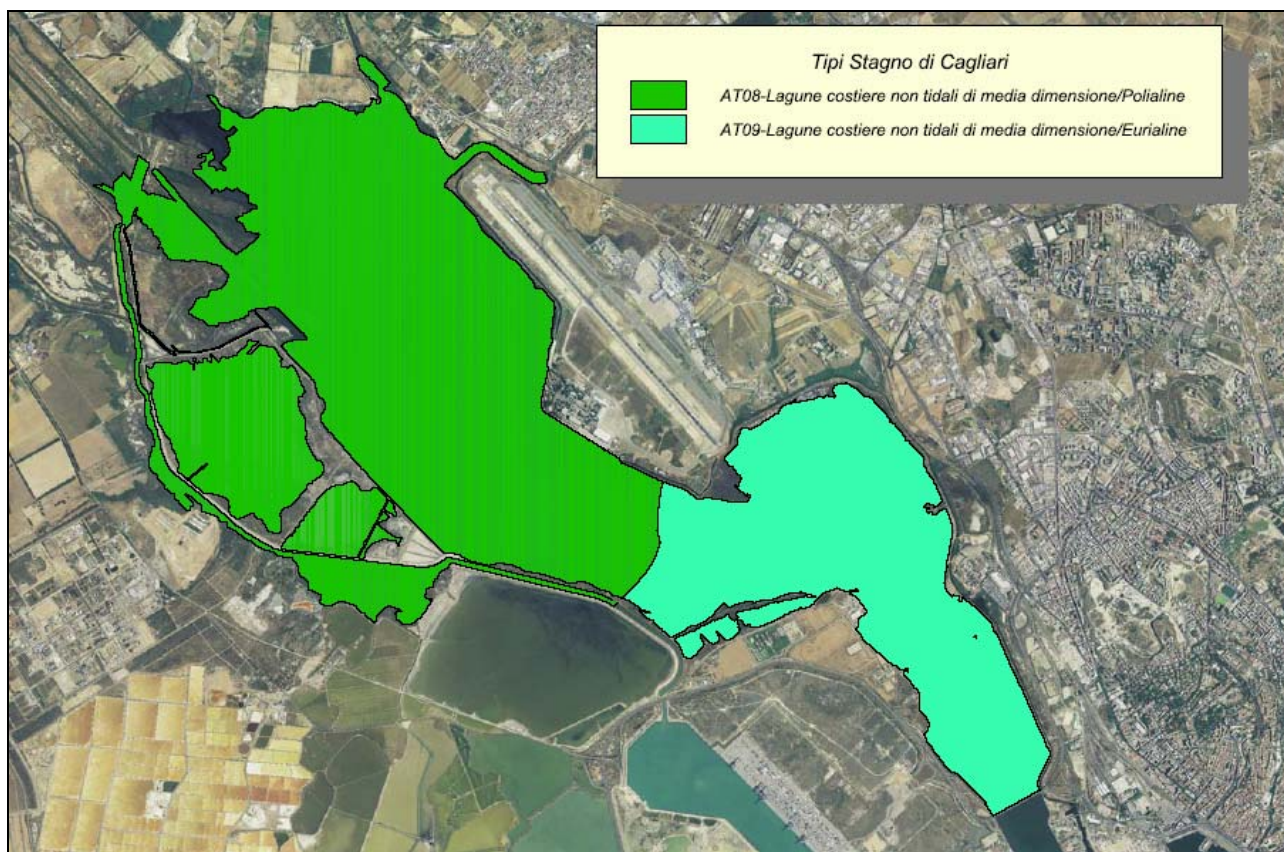 Tipi Stagno di Cagliari
AT08-Lagune costiere non tidali di media dimensione/Polialine
AT09-Lagune costiere non tidali di media dimensione/Eurialine